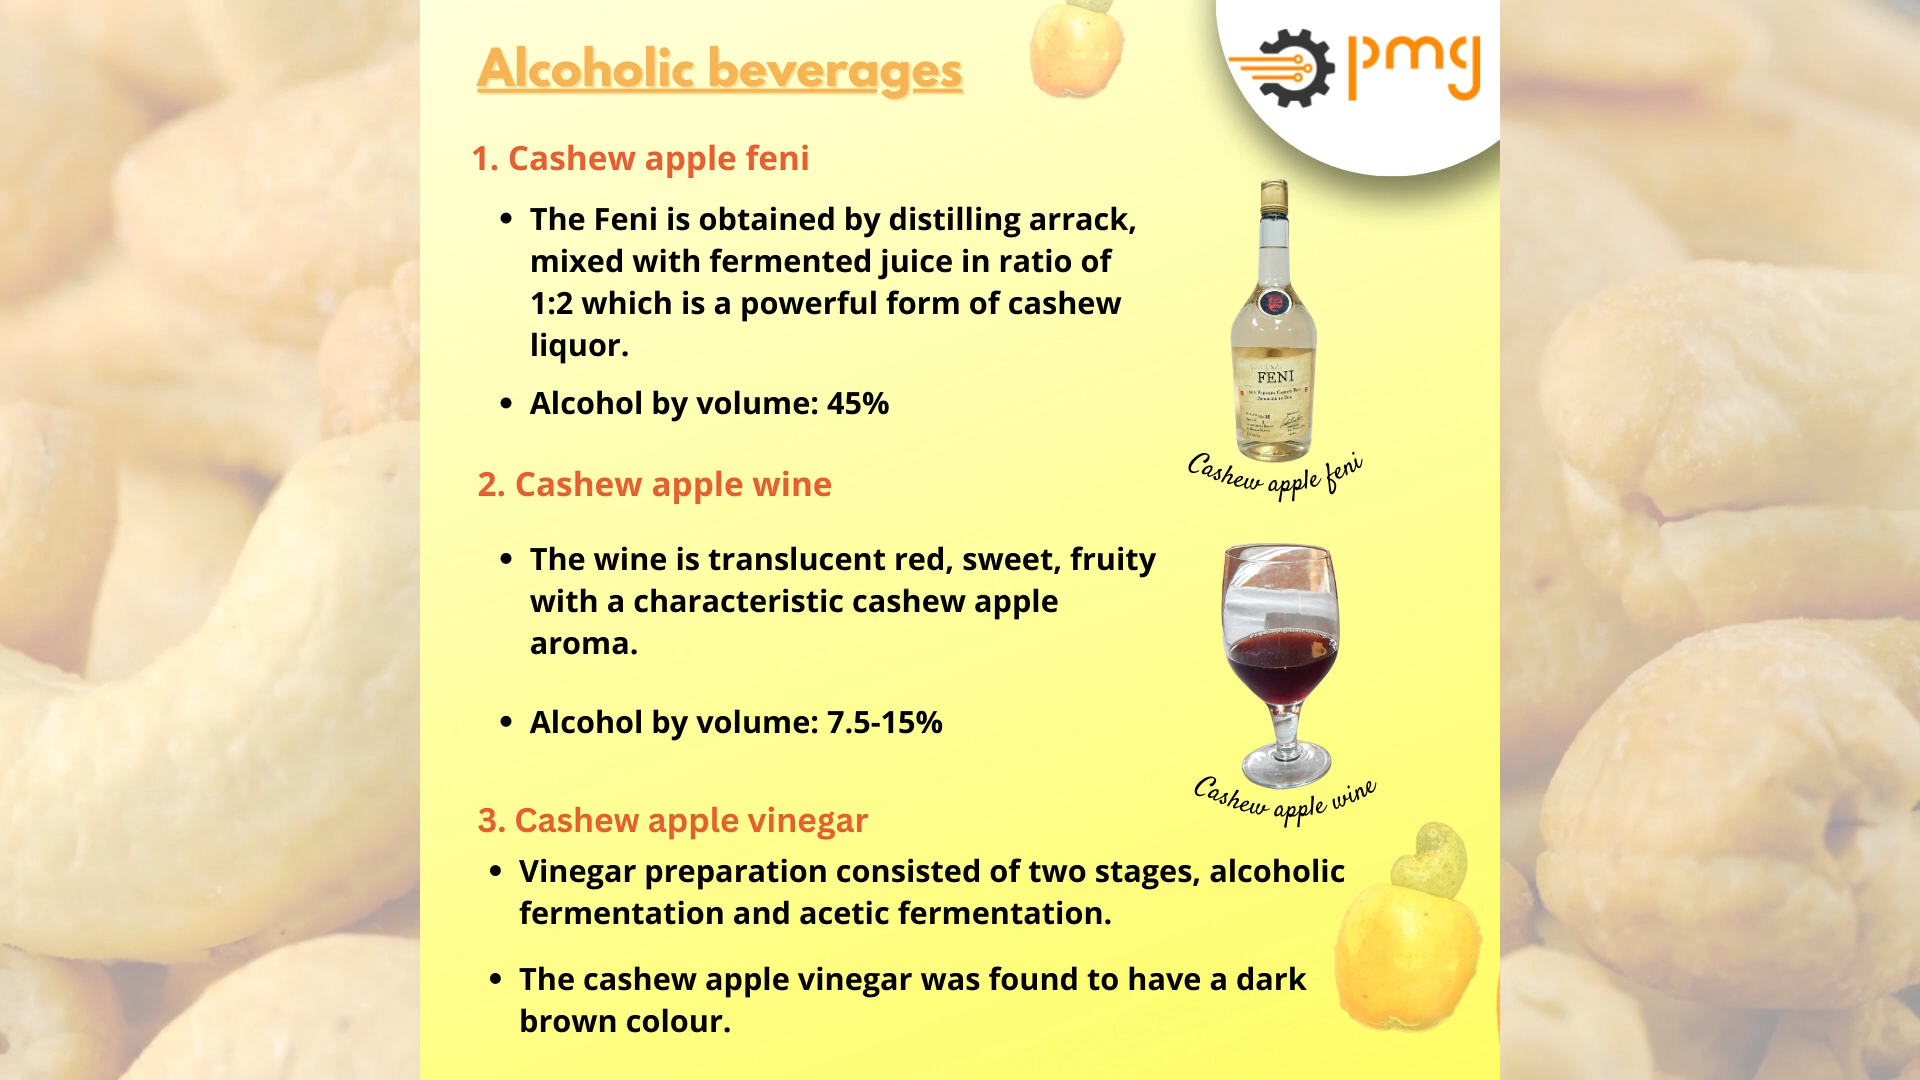 Alcoholic beverages
pmg
1. Cashew apple feni
• The Feni is obtained by distilling arrack,
mixed with fermented juice in ratio of
1:2 which is a powerful form of cashew
liquor.
• Alcohol by volume: 45%
FENI
Cashew apple feni
2. Cashew apple wine
• The wine is translucent red, sweet, fruity
with a characteristic cashew apple
aroma.
• Alcohol by volume: 7.5-15%
Cashew apple wine
3. Cashew apple vinegar
• Vinegar preparation consisted of two stages, alcoholic
fermentation and acetic fermentation.
• The cashew apple vinegar was found to have a dark
brown colour.